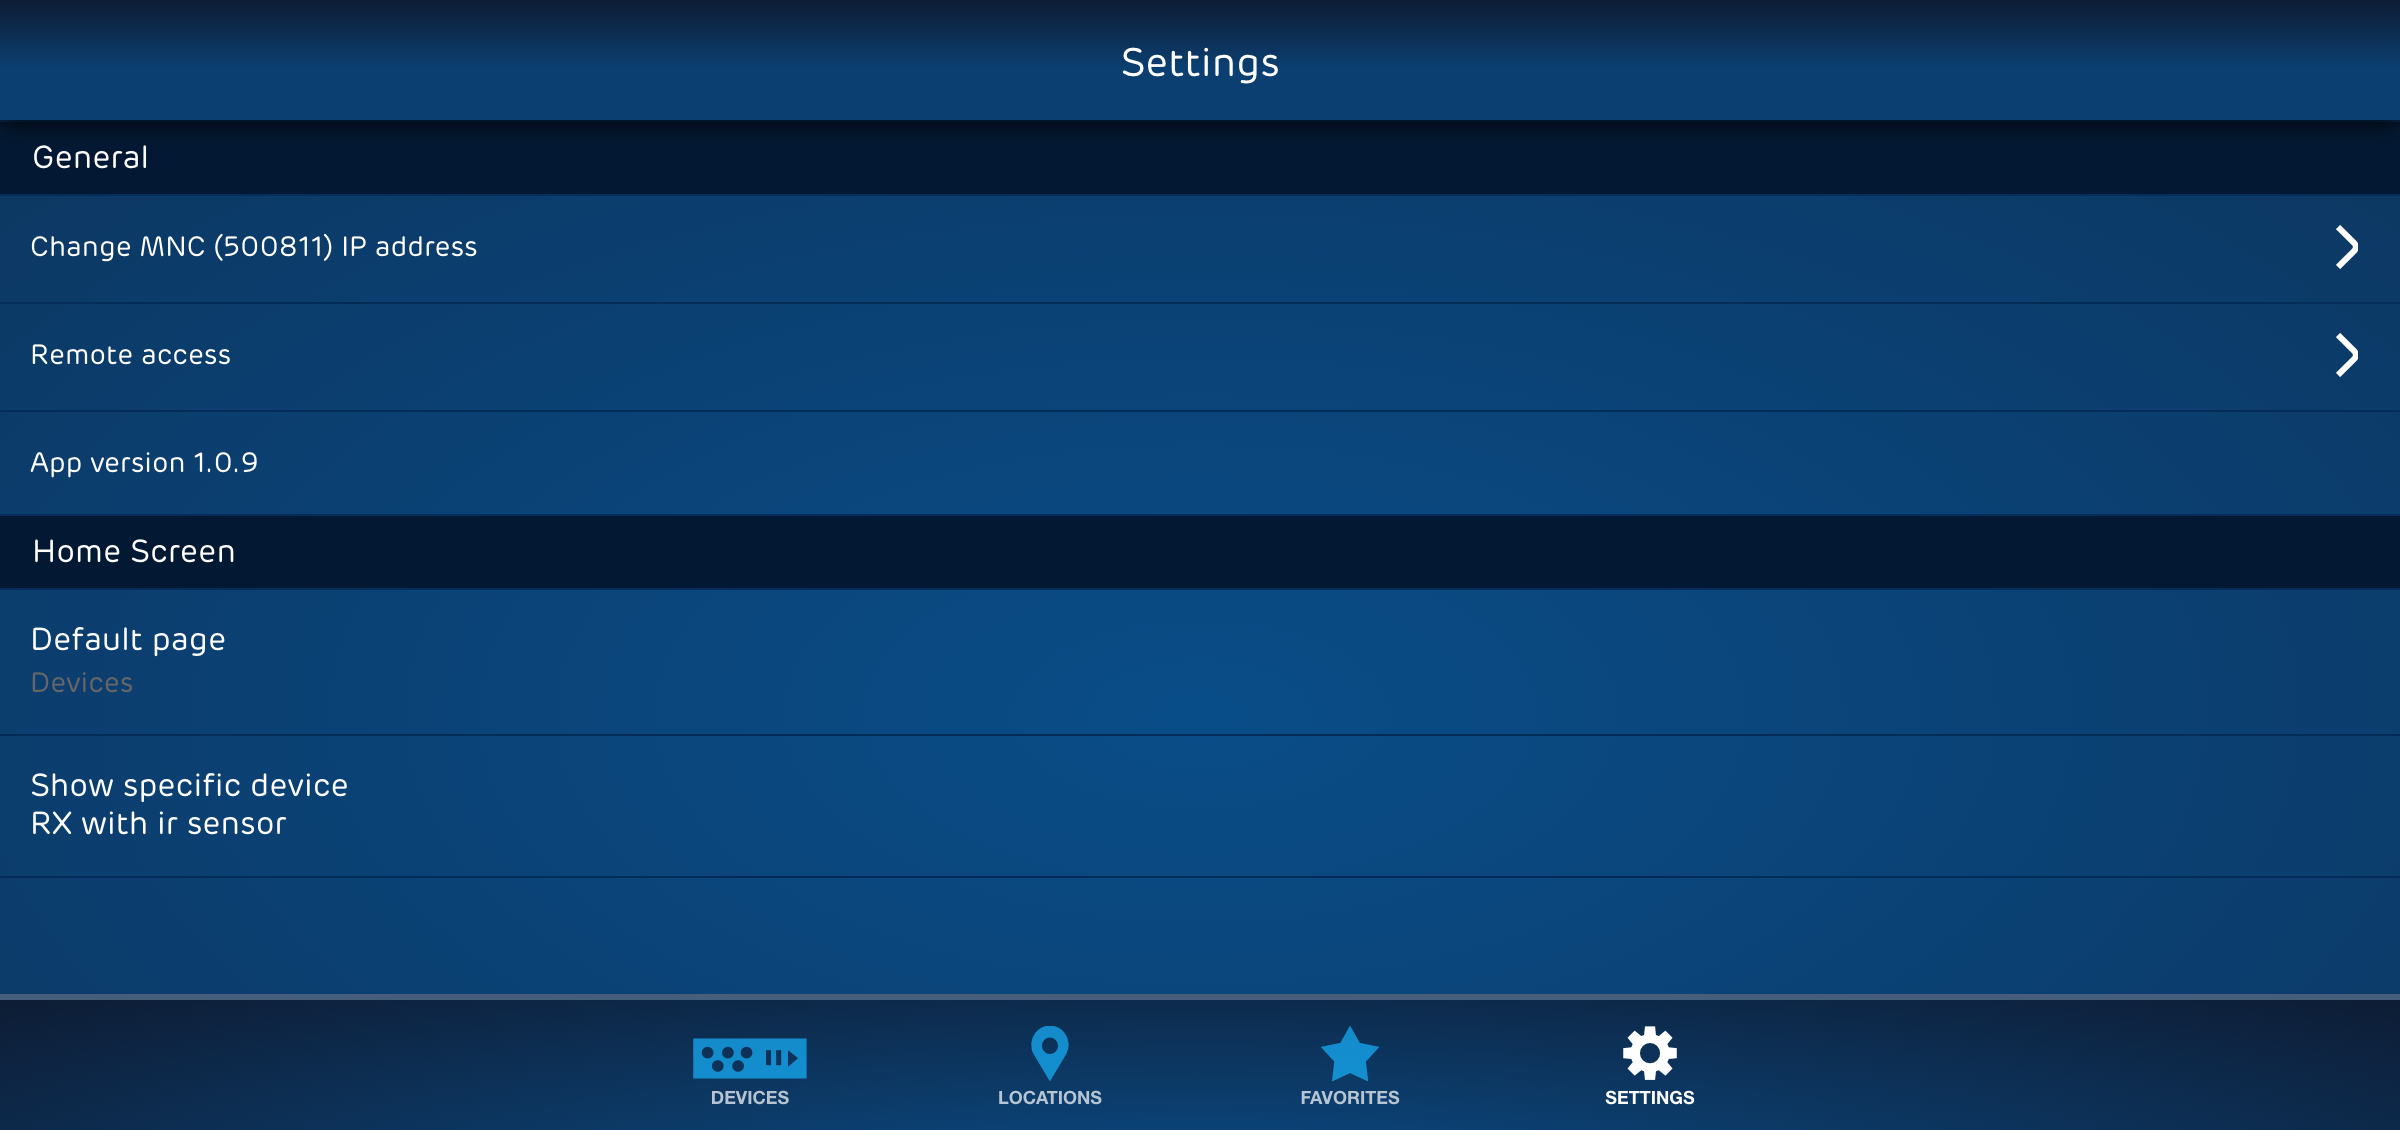 Settings
General
Change MNC (500811) IP address
Remote access
App version 1.0.9
Home Screen
Default page
Devices
Show specific device
RX with ir sensor
DEVICES
LOCATIONS
FAVORITES
SETTINGS